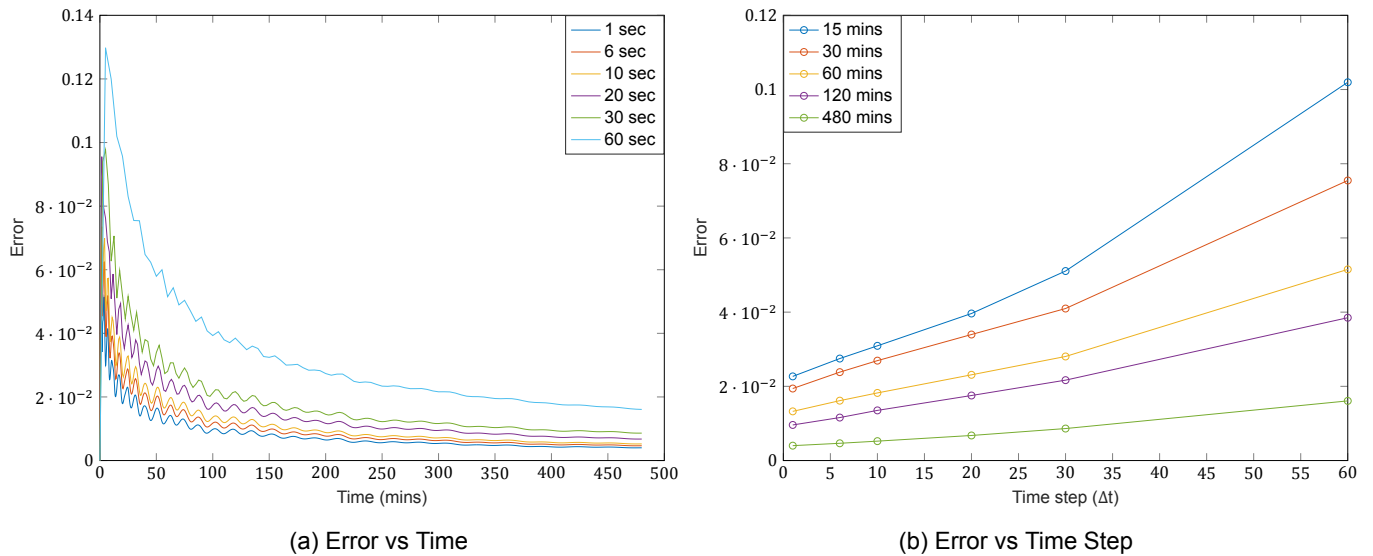 0.14
0.12
0.1
8 · 10⁻²
6 · 10⁻²
4 · 10⁻²
2 · 10⁻²
0
Error
0 50 100 150 200 250 300 350 400 450 500
Time (mins)
1 sec
6 sec
10 sec
20 sec
30 sec
60 sec
(a) Error vs Time
0.12
0.1
8 · 10⁻²
6 · 10⁻²
4 · 10⁻²
2 · 10⁻²
0
Error
0 5 10 15 20 25 30 35 40 45 50 55 60
Time step (Δt)
15 mins
30 mins
60 mins
120 mins
480 mins
(b) Error vs Time Step